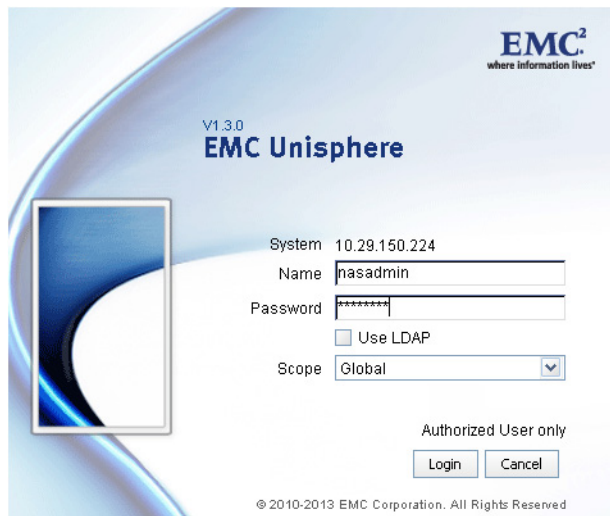 EMC²
where information lives®
V1.3.0
EMC Unisphere
System 10.29.150.224
Name nasadmin
Password ********
Use LDAP
Scope Global
Authorized User only
Login Cancel
© 2010-2013 EMC Corporation. All Rights Reserved